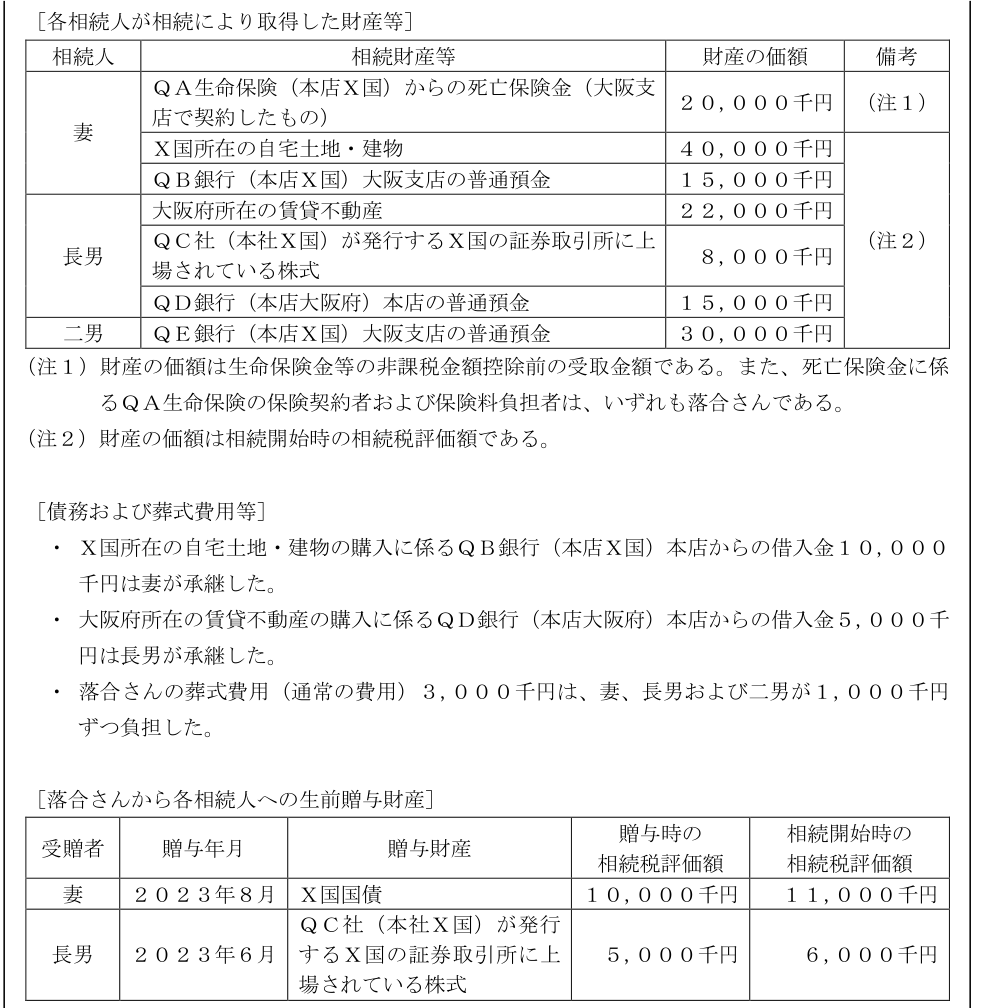 ［各相続人が相続により取得した財産等］
相続人 相続財産等 財産の価額 備考
妻
ＱＡ生命保険（本店Ｘ国）からの死亡保険金（大阪支
店で契約したもの）
２０，０００千円 （注１）
Ｘ国所在の自宅土地・建物 ４０，０００千円
（注２）
ＱＢ銀行（本店Ｘ国）大阪支店の普通預金 １５，０００千円
長男
大阪府所在の賃貸不動産 ２２，０００千円
ＱＣ社（本社Ｘ国）が発行するＸ国の証券取引所に上
場されている株式
８，０００千円
ＱＤ銀行（本店大阪府）本店の普通預金 １５，０００千円
二男 ＱＥ銀行（本店Ｘ国）大阪支店の普通預金 ３０，０００千円
（注１）財産の価額は生命保険金等の非課税金額控除前の受取金額である。また、死亡保険金に係
るＱＡ生命保険の保険契約者および保険料負担者は、いずれも落合さんである。
（注２）財産の価額は相続開始時の相続税評価額である。
［債務および葬式費用等］
・ Ｘ国所在の自宅土地・建物の購入に係るＱＢ銀行（本店Ｘ国）本店からの借入金１０，０００
千円は妻が承継した。
・ 大阪府所在の賃貸不動産の購入に係るＱＤ銀行（本店大阪府）本店からの借入金５，０００千
円は長男が承継した。
・ 落合さんの葬式費用（通常の費用）３，０００千円は、妻、長男および二男が１，０００千円
ずつ負担した。
［落合さんから各相続人への生前贈与財産］
受贈者 贈与年月 贈与財産
贈与時の
相続税評価額
相続開始時の
相続税評価額
妻 ２０２３年８月 Ｘ国国債 １０，０００千円 １１，０００千円
長男 ２０２３年６月
ＱＣ社（本社Ｘ国）が発行
するＸ国の証券取引所に上
場されている株式
５，０００千円 ６，０００千円